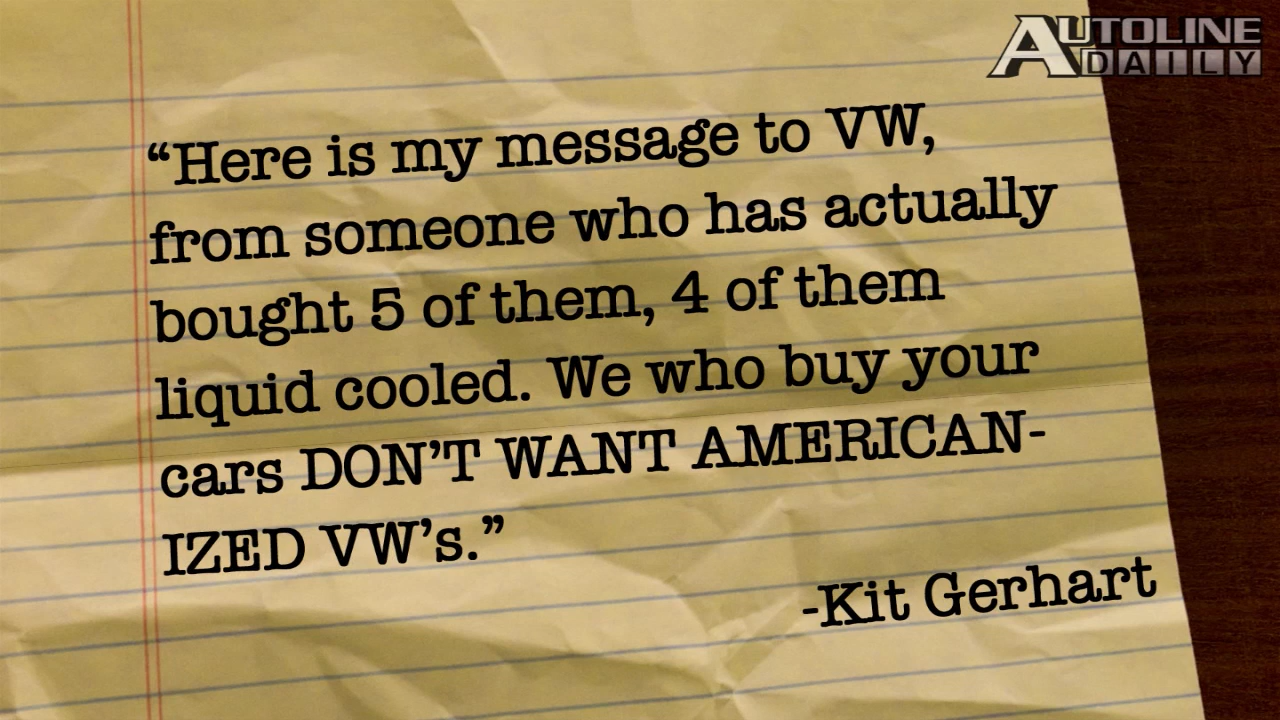 AUTOLINE
DAILY
“Here is my message to VW,
from someone who has actually
bought 5 of them, 4 of them
liquid cooled. We who buy your
cars DON’T WANT AMERICAN-
IZED VW’s.”
-Kit Gerhart